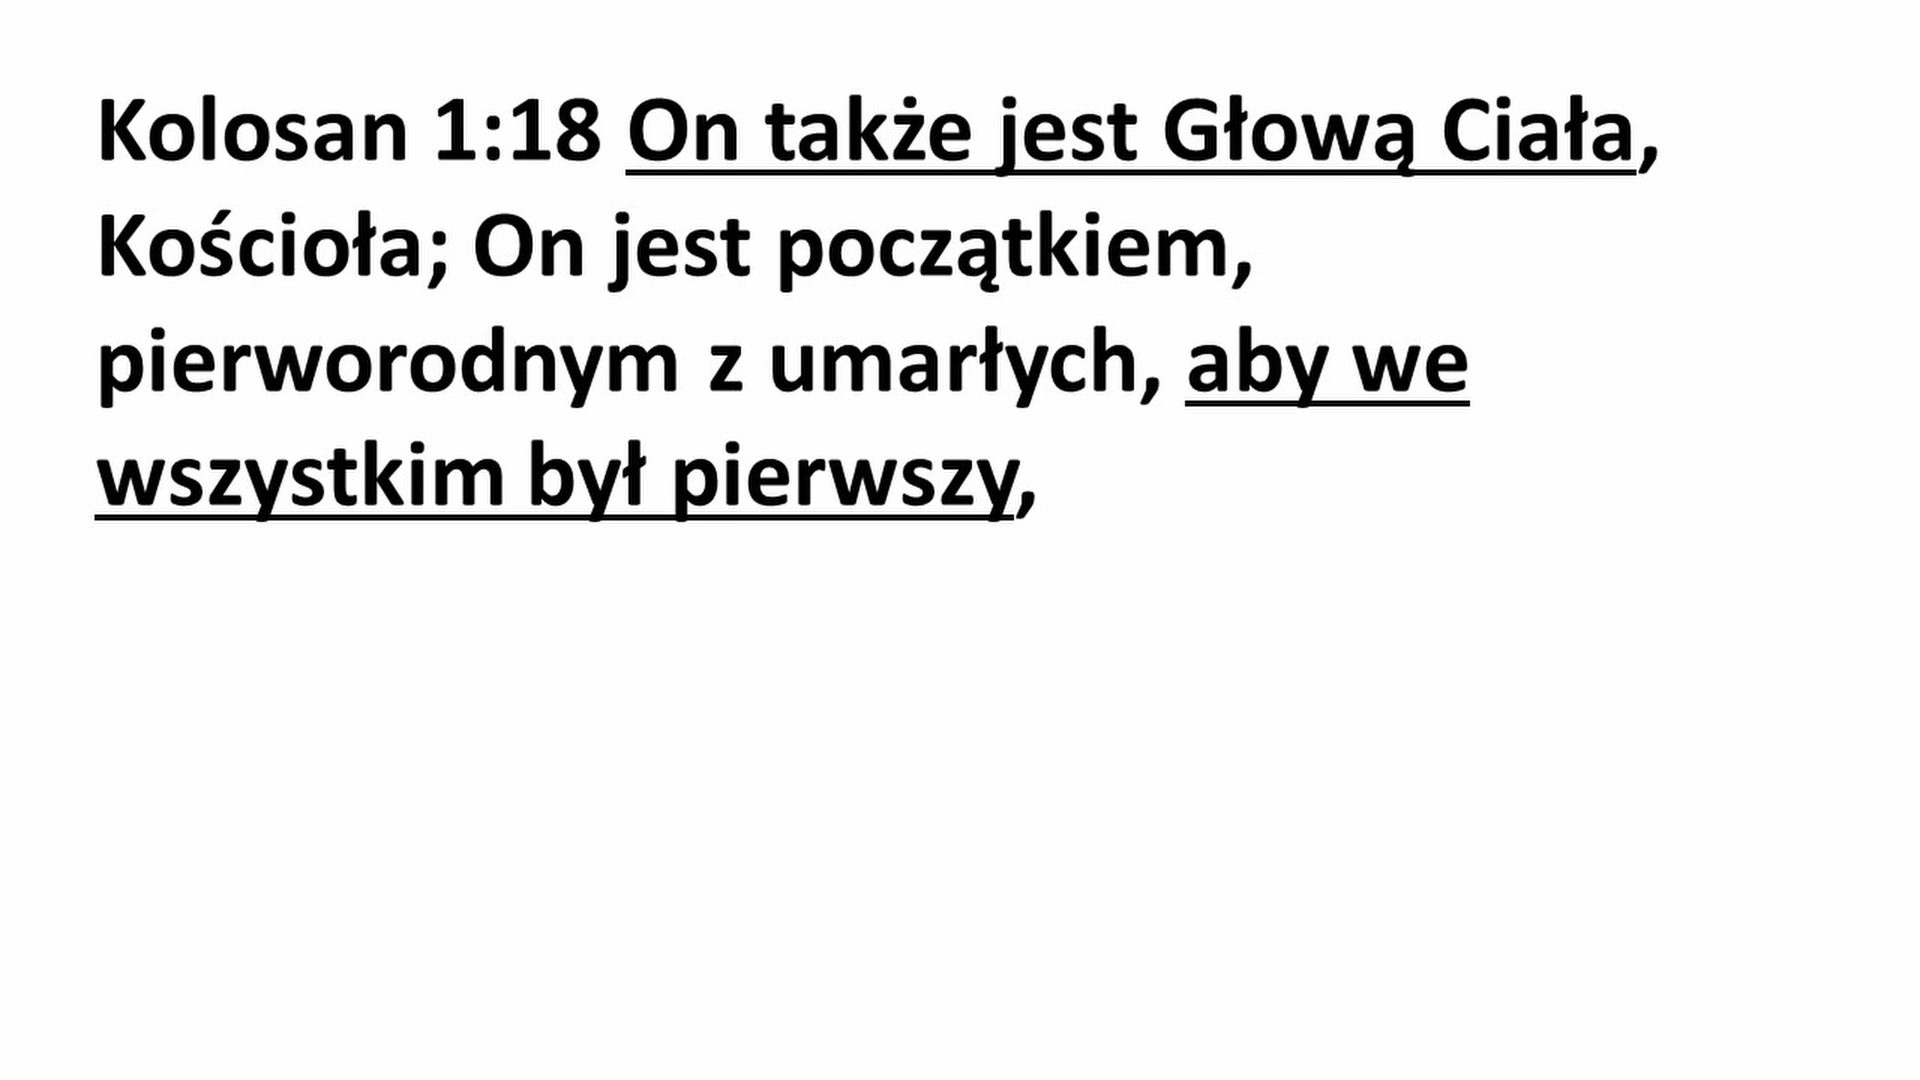 Kolosan 1:18 On także jest Głową Ciała,
Kościoła; On jest początkiem,
pierworodnym z umarłych, aby we
wszystkim był pierwszy,